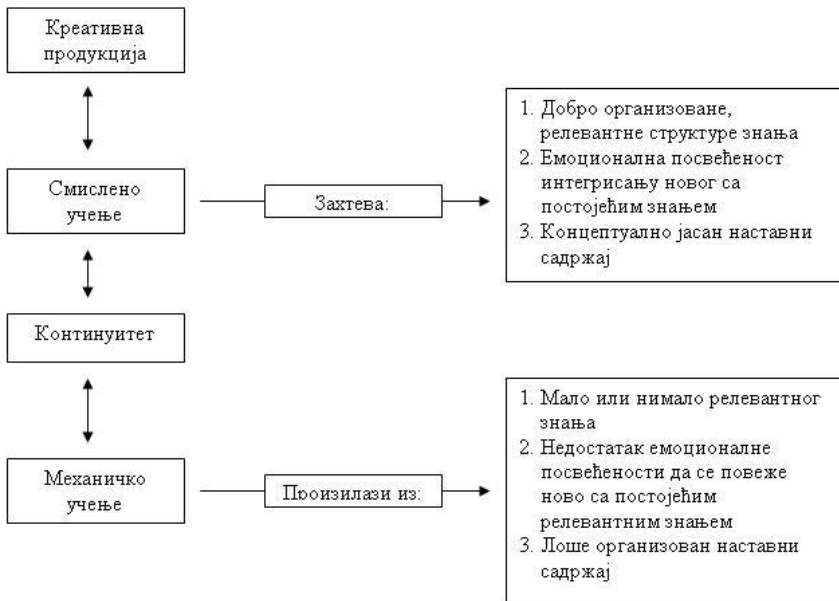 Креативна
продукција
Смислено
учење
Захтева:
1. Добро организоване,
релевантне структуре знања
2. Емоционална посвећеност
интегрисању новог са
постојећим знањем
3. Концептуално јасан наставни
садржај
Континуитет
Механичко
учење
Произилази из:
1. Мало или нимало релевантног
знања
2. Недостатак емоционалне
посвећености да се повеже
ново са постојећим
релевантним знањем
3. Лоше организован наставни
садржај